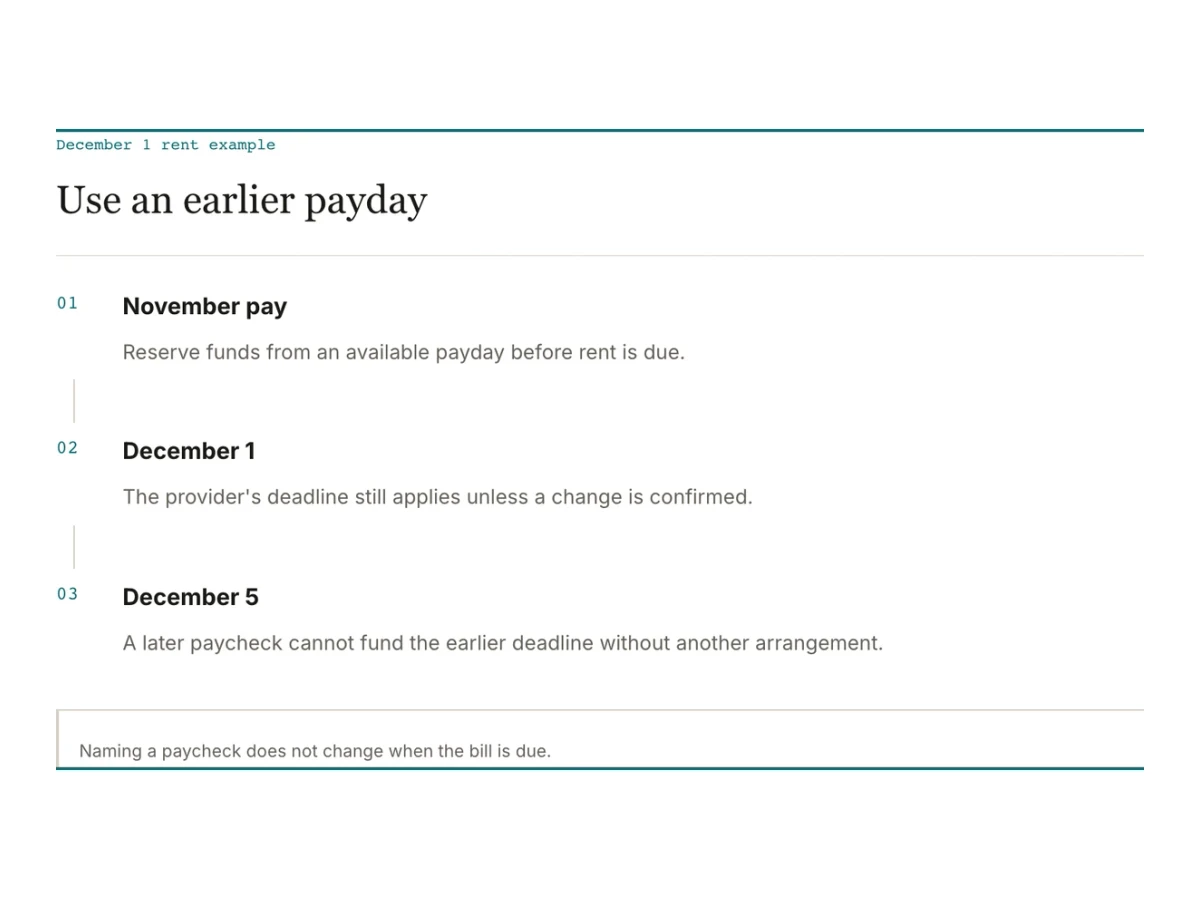 December 1 rent example
Use an earlier payday
01
November pay
Reserve funds from an available payday before rent is due.
02
December 1
The provider's deadline still applies unless a change is confirmed.
03
December 5
A later paycheck cannot fund the earlier deadline without another arrangement.
Naming a paycheck does not change when the bill is due.